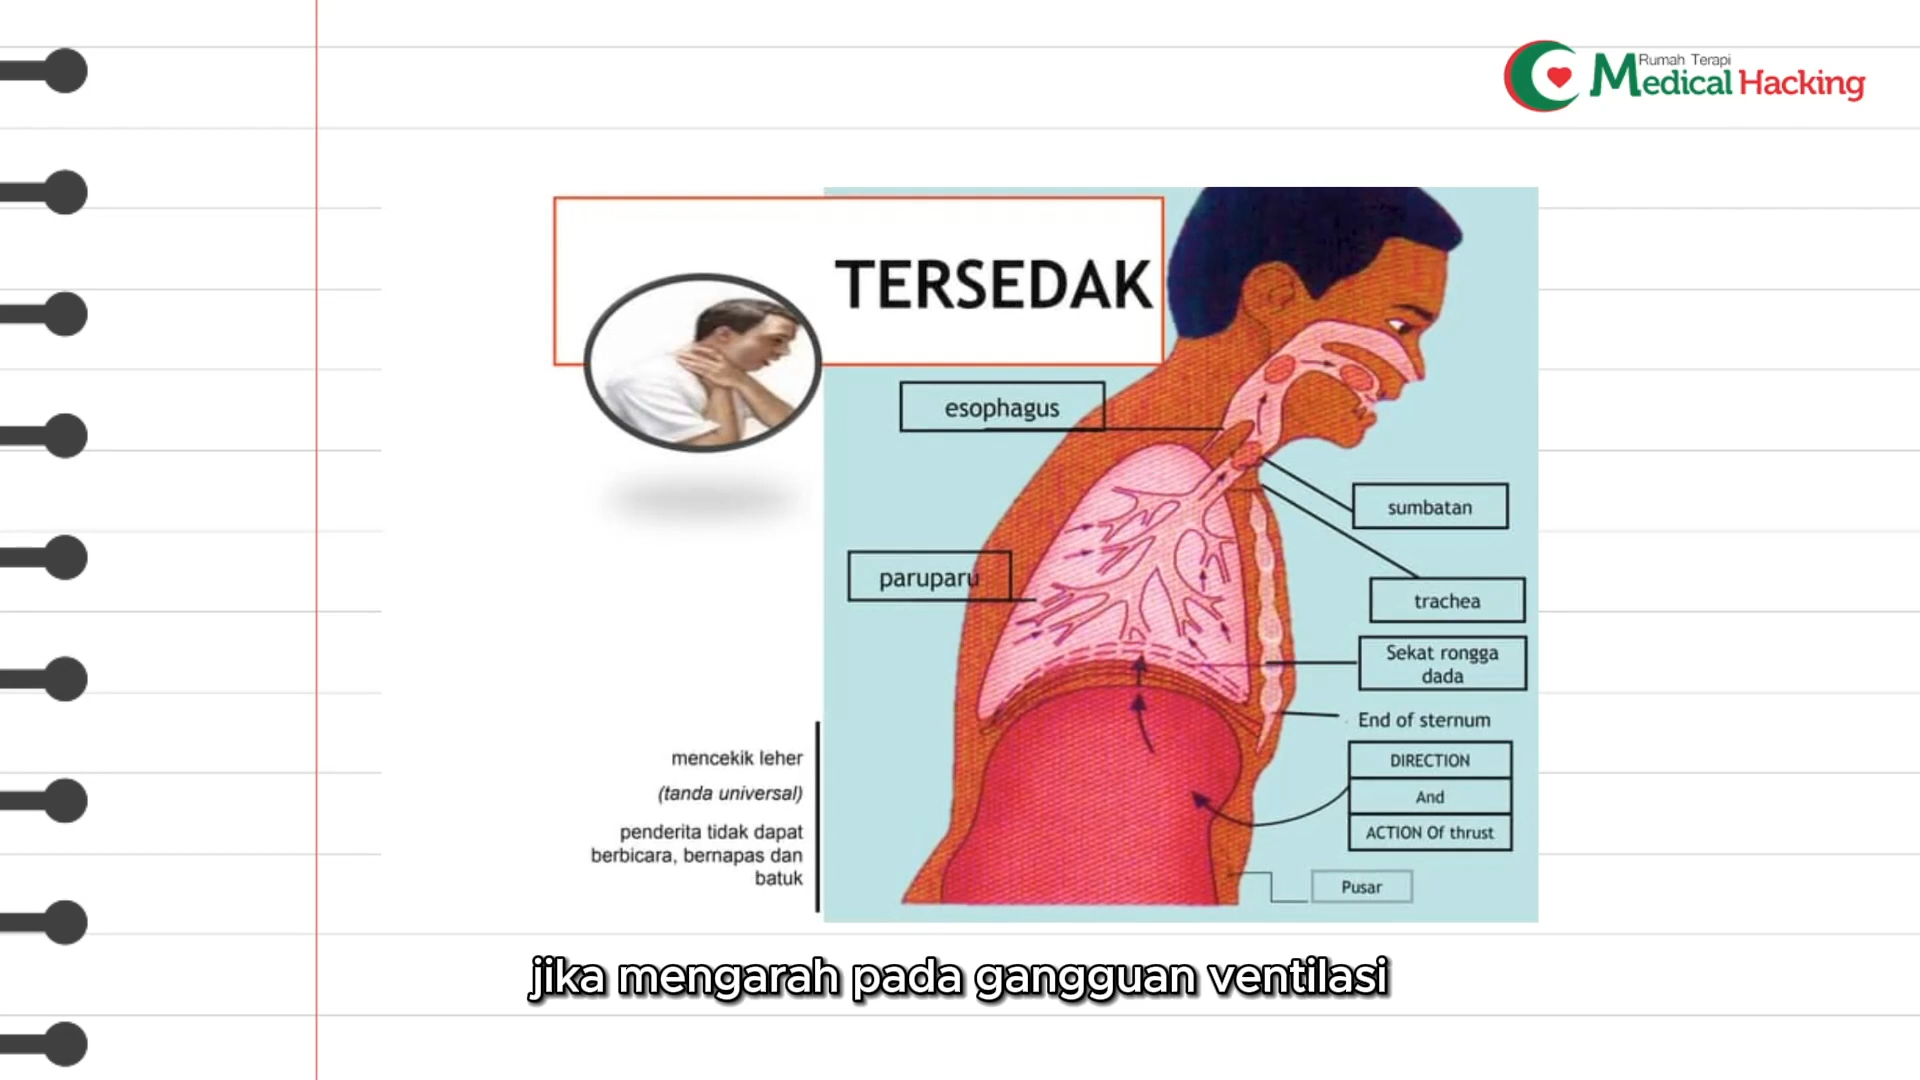 Rumah Terapi
Medical Hacking
TERSEDAK
esophagus
sumbatan
paruparu
trachea
Sekat rongga
dada
End of sternum
DIRECTION
And
ACTION Of thrust
Pusar
mencekik leher
(tanda universal)
penderita tidak dapat
berbicara, bernapas dan
batuk
jika mengarah pada gangguan ventilasi